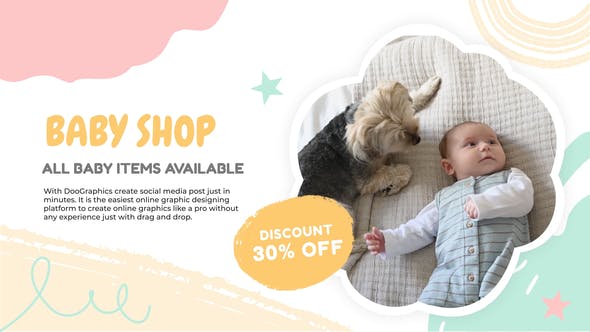 BABY SHOP
ALL BABY ITEMS AVAILABLE
With DooGraphics create social media post just in
minutes. It is the easiest online graphic designing
platform to create online graphics like a pro without
any experience just with drag and drop.
DISCOUNT
30% OFF